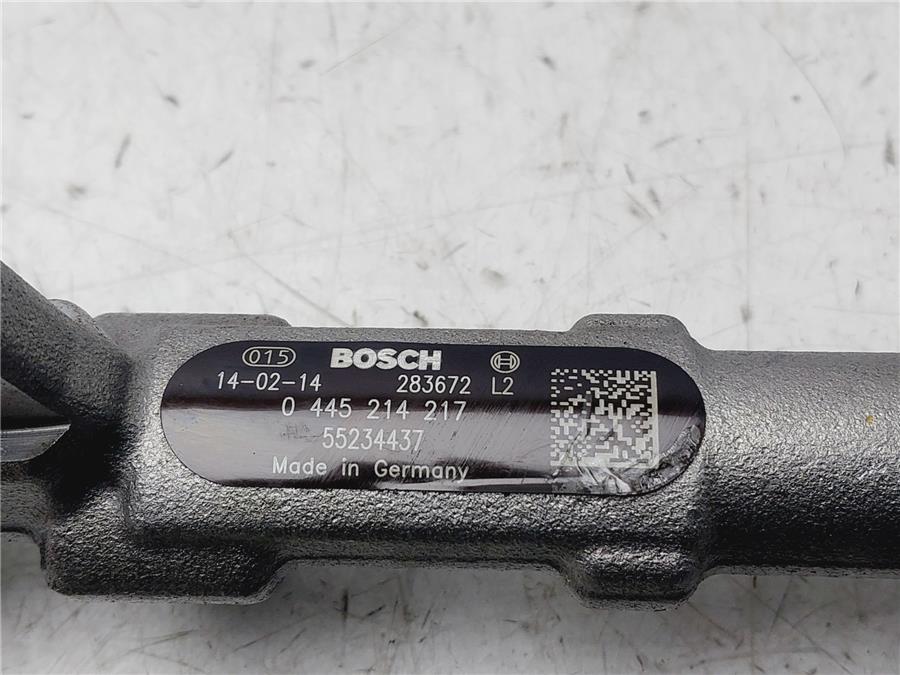 015 BOSCH
14-02-14 283672 L2
0 445 214 217
55234437
Made in Germany